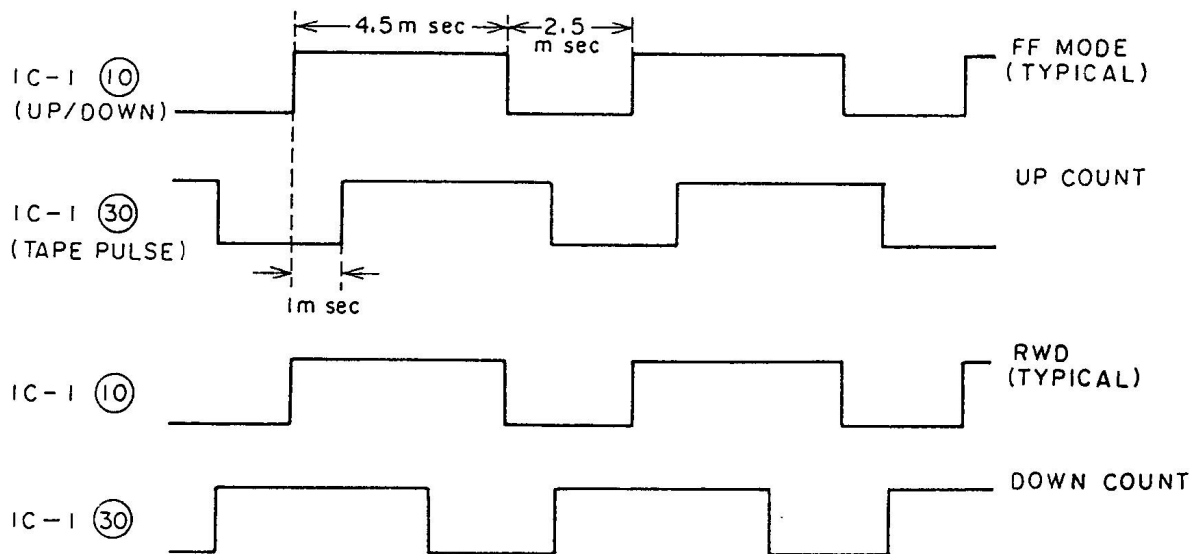 4.5 m sec
2.5
m sec
FF MODE
(TYPICAL)
IC-1 10
(UP/DOWN)
UP COUNT
IC-1 30
(TAPE PULSE)
1m sec
RWD
(TYPICAL)
IC-1 10
DOWN COUNT
IC-1 30